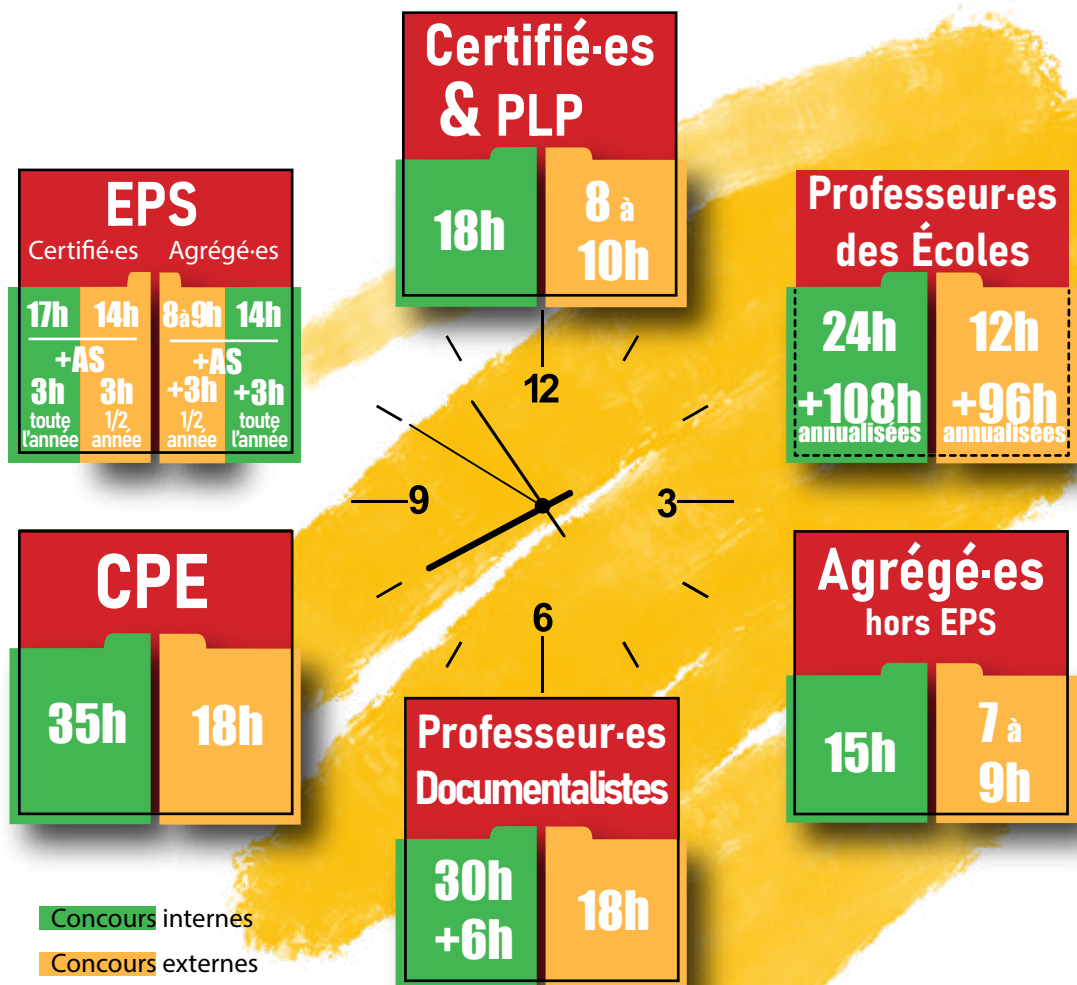 Certifié·es
& PLP
18h
8 à
10h
EPS
Certifié·es Agrégé·es
17h 14h 8à9h 14h
+AS +AS
3h 3h +3h +3h
toute 1/2 1/2 toute
l'année année année l'année
Professeur·es
des Écoles
24h 12h
+108h +96h
annualisées annualisées
12
9 3
6
CPE
35h 18h
Agrégé·es
hors EPS
15h
7 à
9h
Professeur·es
Documentalistes
30h
+6h
18h
Concours internes
Concours externes